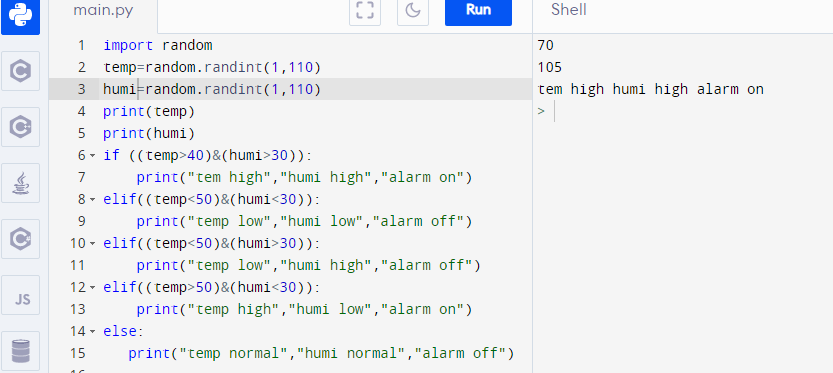 main.py
Run
Shell
1 import random
2 temp=random.randint(1,110)
3 humi=random.randint(1,110)
4 print(temp)
5 print(humi)
6 if ((temp>40)&(humi>30)):
7 print("tem high","humi high","alarm on")
8 elif((temp<50)&(humi<30)):
9 print("temp low","humi low","alarm off")
10 elif((temp<50)&(humi>30)):
11 print("temp low","humi high","alarm off")
12 elif((temp>50)&(humi<30)):
13 print("temp high","humi low","alarm on")
14 else:
15 print("temp normal","humi normal","alarm off")
70
105
tem high humi high alarm on
>
C
JS